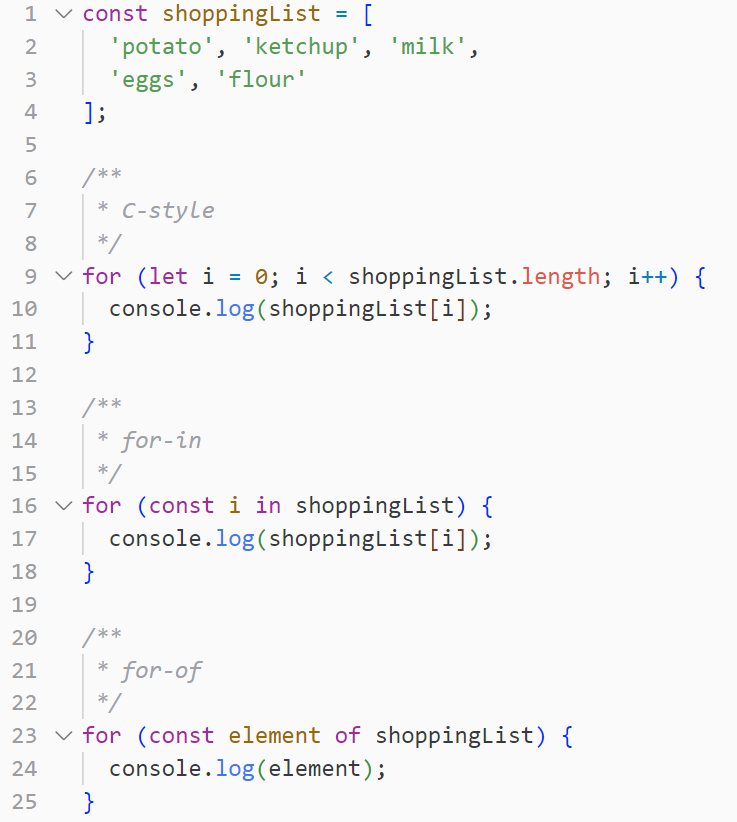 1 const shoppingList = [
2   'potato', 'ketchup', 'milk',
3   'eggs', 'flour'
4 ];
5
6 /**
7  * C-style
8  */
9 for (let i = 0; i < shoppingList.length; i++) {
10   console.log(shoppingList[i]);
11 }
12
13 /**
14  * for-in
15  */
16 for (const i in shoppingList) {
17   console.log(shoppingList[i]);
18 }
19
20 /**
21  * for-of
22  */
23 for (const element of shoppingList) {
24   console.log(element);
25 }